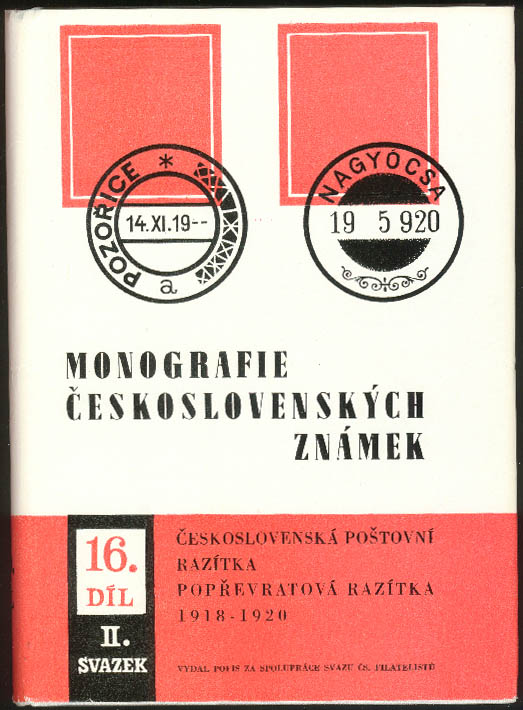 POZOŘICE
*
14.XI.19--
a
NAGYÓCSA
19 5 920
MONOGRAFIE
ČESKOSLOVENSKÝCH
ZNÁMEK
16.
DÍL
II.
SVAZEK
ČESKOSLOVENSKÁ POŠTOVNÍ
RAZÍTKA
POPŘEVRATOVÁ RAZÍTKA
1918-1920
VYDAL POFIS ZA SPOLUPRÁCE SVAZU ČS. FILATELISTŮ